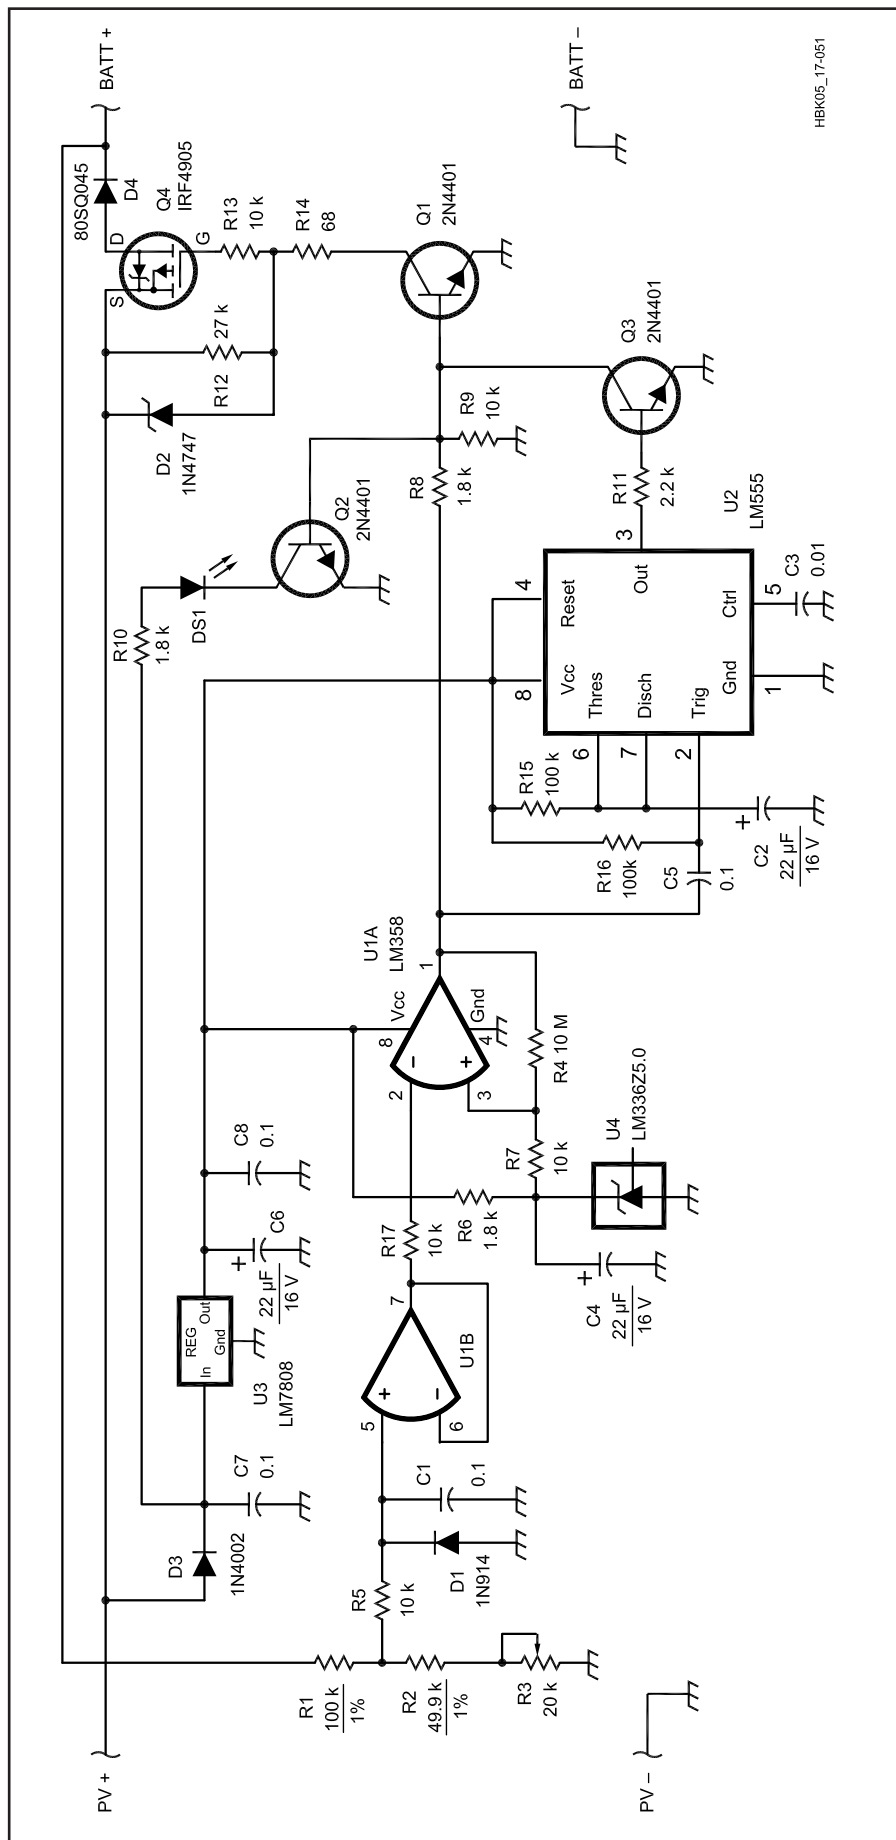 PV +
BATT +
80SQ045
D4
Q4
IRF4905
D
S
G
R13
10 k
R14
68
27 k
R12
D2
1N4747
Q1
2N4401
R10
1.8 k
DS1
Q2
2N4401
R9
10 k
R8
1.8 k
Q3
2N4401
R11
2.2 k
U2
LM555
4
Reset
3
Out
8
Vcc
Thres
6
Disch
7
Trig
2
Gnd
1
Ctrl
5
C3
0.01
R15
100 k
R16
100k
C5
0.1
+
C2
22 µF
16 V
D3
1N4002
C7
0.1
U3
LM7808
REG
In
Out
Gnd
+
C6
22 µF
16 V
C8
0.1
U1A
LM358
1
Vcc
8
Gnd
4
–
+
2
3
R4 10 M
R7
10 k
R6
1.8 k
R17
10 k
U4
LM336Z5.0
+
C4
22 µF
16 V
7
U1B
+
–
5
6
C1
0.1
D1
1N914
R5
10 k
R1
100 k
1%
R2
49.9 k
1%
R3
20 k
PV –
BATT –
HBK05_17-051